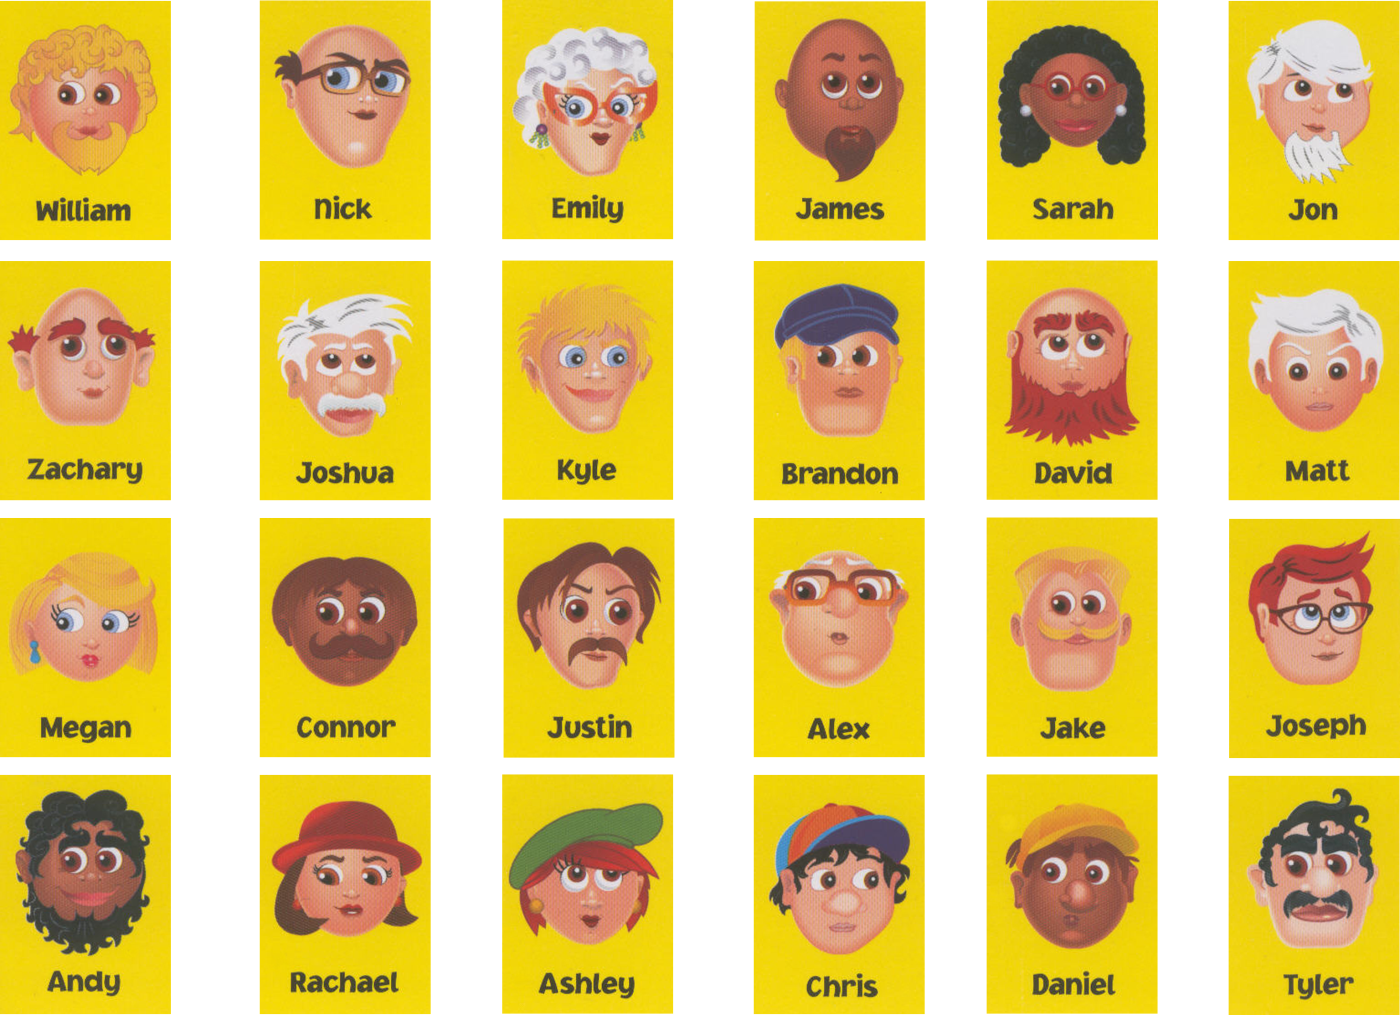 William
Nick
Emily
James
Sarah
Jon
Zachary
Joshua
Kyle
Brandon
David
Matt
Megan
Connor
Justin
Alex
Jake
Joseph
Andy
Rachael
Ashley
Chris
Daniel
Tyler